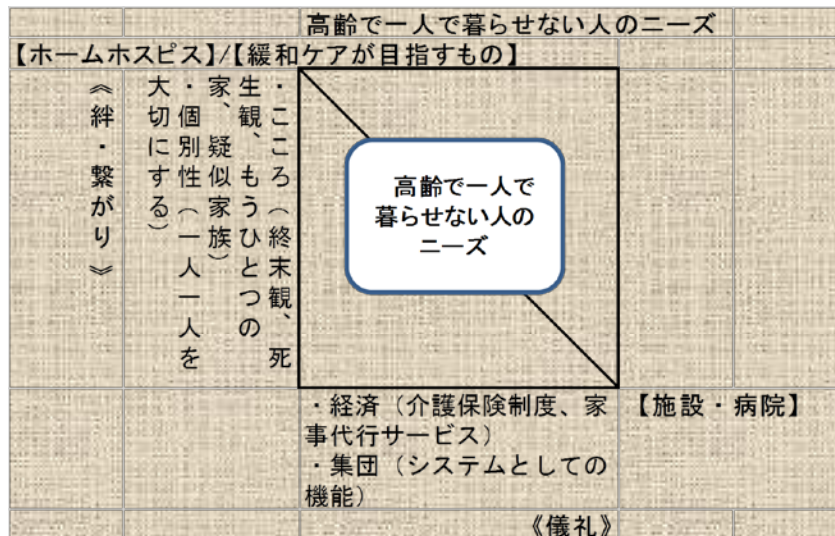 高齢で一人で暮らせない人のニーズ
【ホームホスピス】/【緩和ケアが目指すもの】
・こころ（終末観、死
生観、もうひとつの
家、疑似家族）
・個別性（一人一人を
大切にする）
《絆・繋がり》
高齢で一人で
暮らせない人の
ニーズ
・経済（介護保険制度、家
事代行サービス）
・集団（システムとしての
機能）
【施設・病院】
《儀礼》